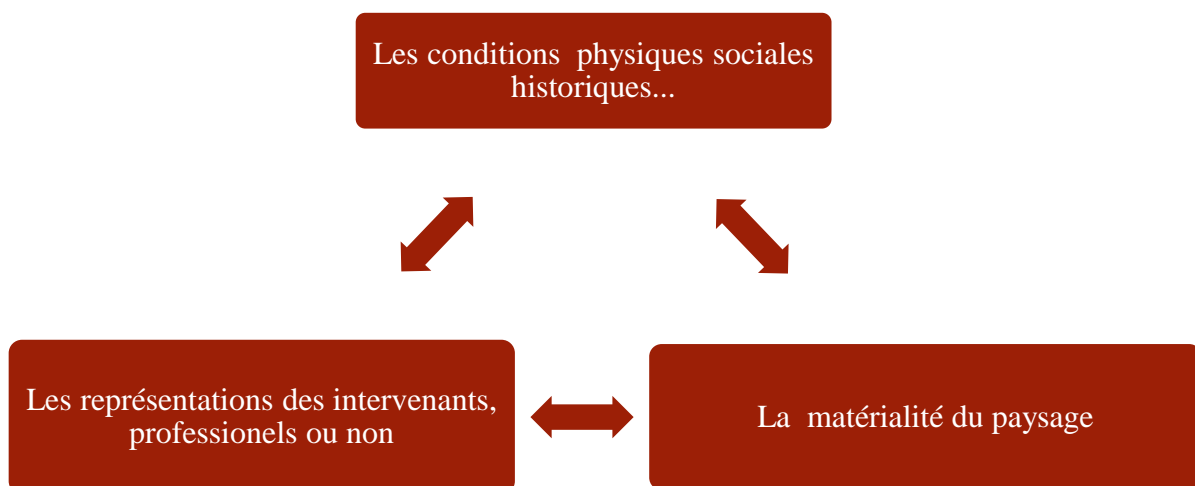 Les conditions  physiques sociales
historiques...
Les représentations des intervenants,
professionels ou non
La  matérialité du paysage